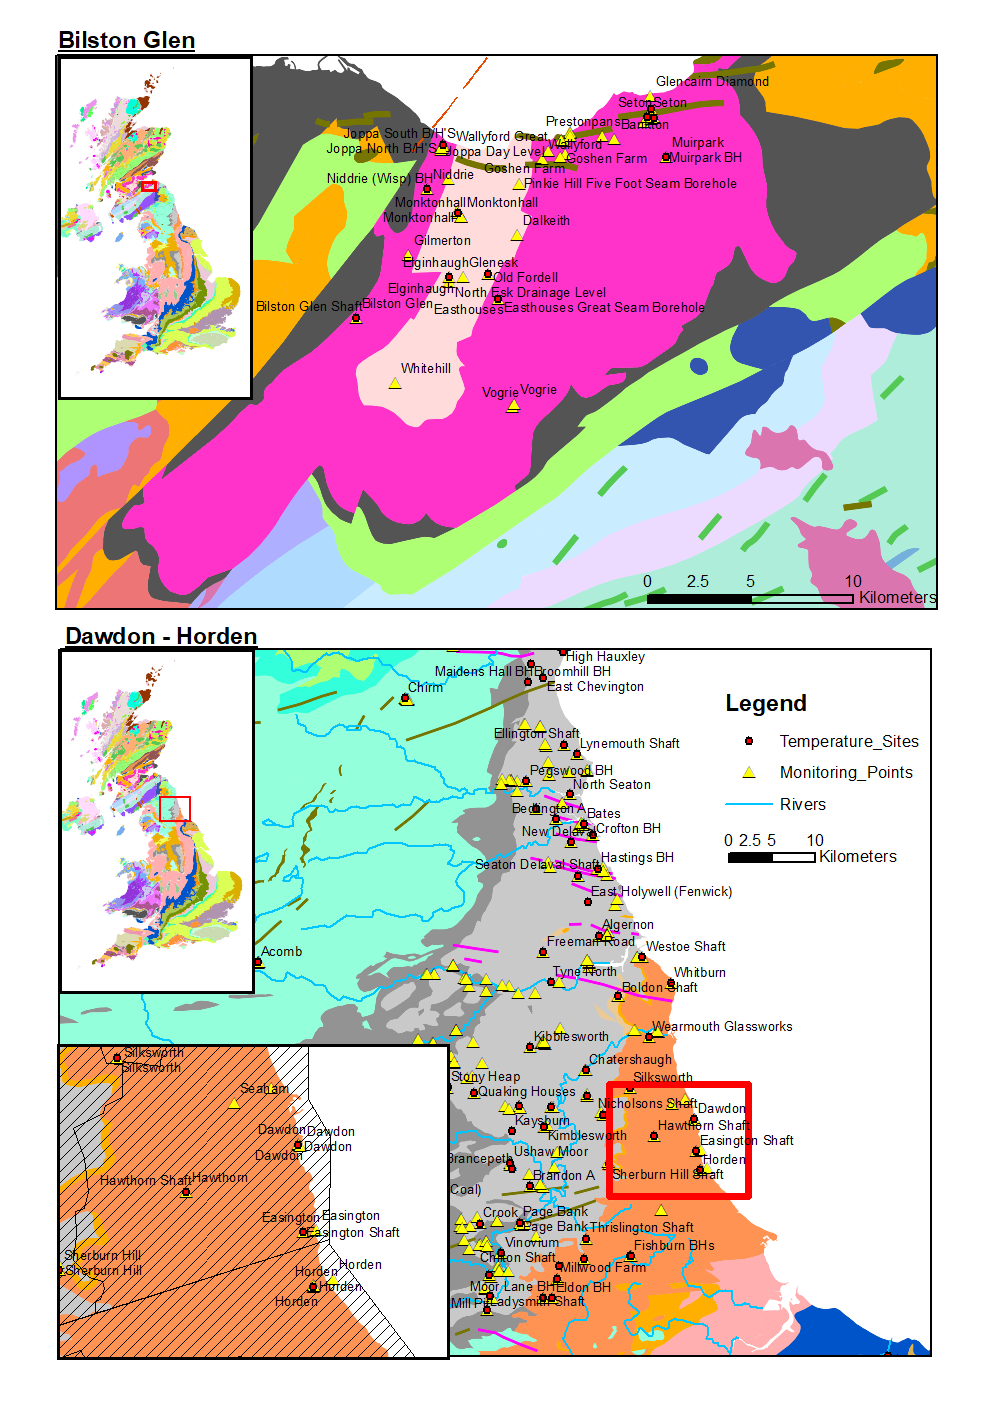 Bilston Glen
Glencairn Diamond
Seton Seton
Prestonpans
Bankton
Joppa South B/H'S
Wallyford Great
Wallyford
Muirpark
Joppa North B/H'S
Joppa Day Level
Goshen Farm
Muirpark BH
Goshen Farm
Niddrie (Wisp) BH
Niddrie
Pinkie Hill Five Foot Seam Borehole
Monktonhall Monktonhall
Monktonhall
Dalkeith
Gilmerton
Elginhaugh Glenesk
Old Fordell
Elginhaugh
North Esk Drainage Level
Bilston Glen Shaft
Bilston Glen
Easthouses
Easthouses Great Seam Borehole
Whitehill
Vogrie Vogrie
0 2.5 5 10
Kilometers
Dawdon - Horden
High Hauxley
Maidens Hall BH
Broomhill BH
East Chevington
Chirm
Legend
Ellington Shaft
Lynemouth Shaft
Temperature_Sites
Pegswood BH
Monitoring_Points
North Seaton
Rivers
Bedlington A
Bates
New Delaval
Crofton BH
0 2.5 5 10
Kilometers
Seaton Delaval Shaft
Hastings BH
East Holywell (Fenwick)
Algernon
Freeman Road
Westoe Shaft
Acomb
Tyne North
Whitburn
Boldon Shaft
Wearmouth Glassworks
Kibblesworth
Chatershaugh
Silksworth
Silksworth
Stony Heap
Silksworth
Quaking Houses
Seaham
Nicholsons Shaft
Dawdon
Kaysburn
Hawthorn Shaft
Kimblesworth
Dawdon
Dawdon
Dawdon
Dawdon
Easington Shaft
Ushaw Moor
Brancepeth
Horden
Hawthorn Shaft
Hawthorn
Brandon A
Sherburn Hill Shaft
Coal)
Easington
Easington
Easington Shaft
Crook
Page Bank
Page Bank
Thrislington Shaft
Sherburn Hill
Sherburn Hill
Vinovium
Fishburn BHs
Chilton Shaft
Millwood Farm
Horden
Horden
Horden
Horden
Moor Lane BH
Eldon BH
Mill Pit
Ladysmith Shaft